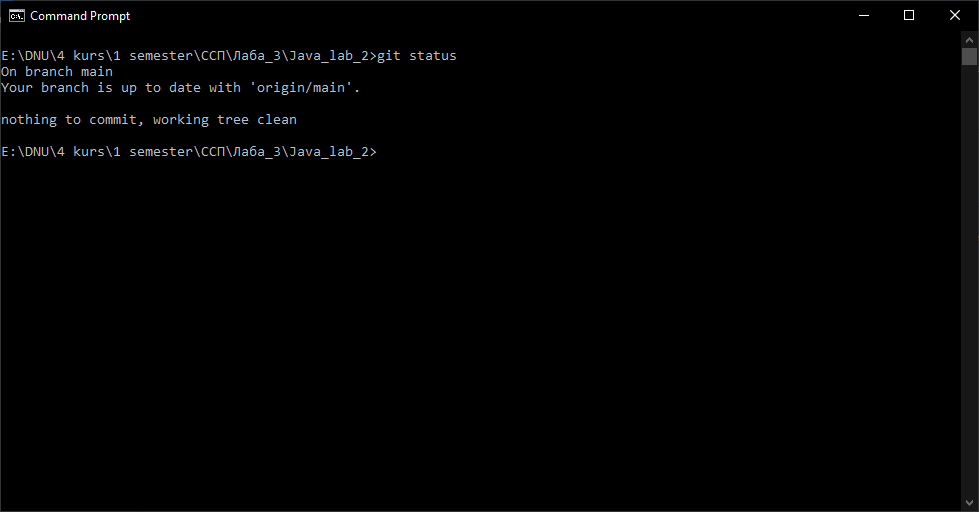 Command Prompt
E:\DNU\4 kurs\1 semester\ССП\Лаба_3\Java_lab_2>git status
On branch main
Your branch is up to date with 'origin/main'.
nothing to commit, working tree clean
E:\DNU\4 kurs\1 semester\ССП\Лаба_3\Java_lab_2>